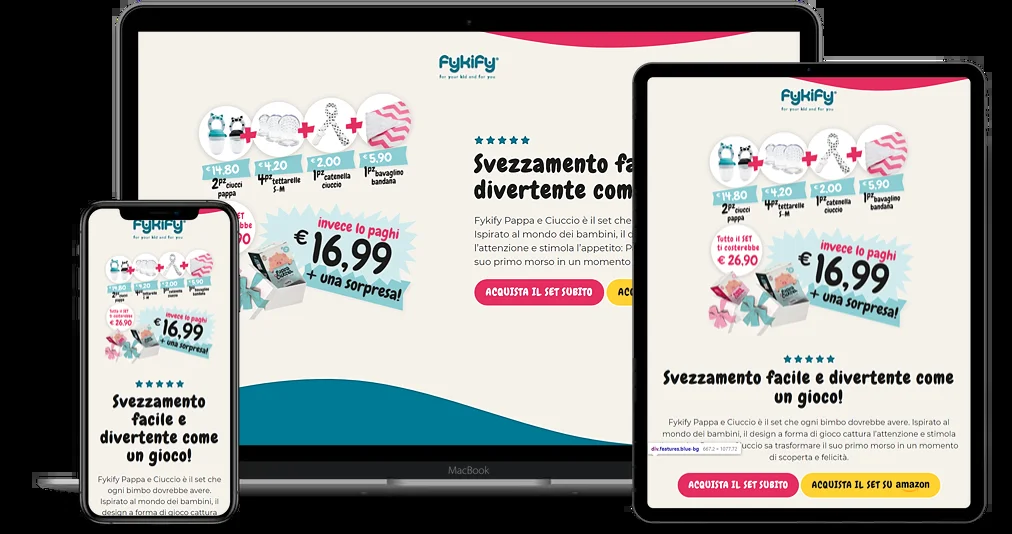 fykify®
for your kid and for you
€14,80
€4,20
€2,00
€5,90
2pz ciucci
pappa
4pz tettarelle
S-M
1pz catenella
ciuccio
1pz bavaglino
bandana
invece lo paghi
€ 16,99
+ una sorpresa!
Svezzamento fa
divertente com
Fykify Pappa e Ciuccio è il set che
Ispirato al mondo dei bambini, il d
l'attenzione e stimola l'appetito: P
suo primo morso in un momento
ACQUISTA IL SET SUBITO
ACQ
MacBook
fykify®
for your kid and for you
€14,80
€4,20
€2,00
€5,90
2pz ciucci
pappa
4pz tettarelle
S-M
1pz catenella
ciuccio
1pz bavaglino
bandana
Tutto il SET
ti costerebbe
€ 26,90
invece lo paghi
€ 16,99
+ una sorpresa!
Svezzamento facile e divertente come
un gioco!
Fykify Pappa e Ciuccio è il set che ogni bimbo dovrebbe avere. Ispirato al
mondo dei bambini, il design a forma di gioco cattura l'attenzione e stimola
uccio sa trasformare il suo primo morso in un momento
di scoperta e felicità.
div.features.blue-bg 667.2 × 1077.72
ACQUISTA IL SET SUBITO
ACQUISTA IL SET SU amazon
fykify®
for your kid and for you
€14,80
€4,20
€2,00
€5,90
Tutto il SET
ti costerebbe
€ 26,90
invece lo paghi
€ 16,99
+ una sorpresa!
Svezzamento
facile e
divertente come
un gioco!
Fykify Pappa e Ciuccio è il set che
ogni bimbo dovrebbe avere.
Ispirato al mondo dei bambini, il
design a forma di gioco cattura